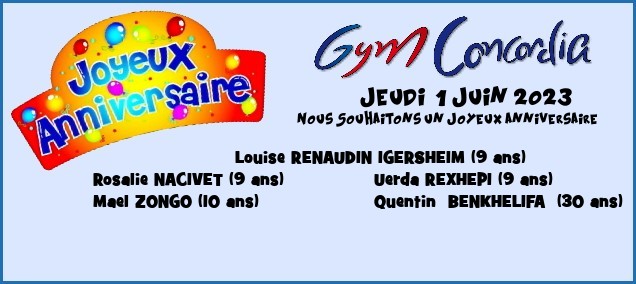 Joyeux
Anniversaire
Gym Concordia
JEUDI 1 JUIN 2023
NOUS SOUHAITONS UN JOYEUX ANNIVERSAIRE
Louise RENAUDIN IGERSHEIM (9 ans)
Rosalie NACIVET (9 ans) Uerda REXHEPI (9 ans)
Mael ZONGO (10 ans) Quentin BENKHELIFA (30 ans)